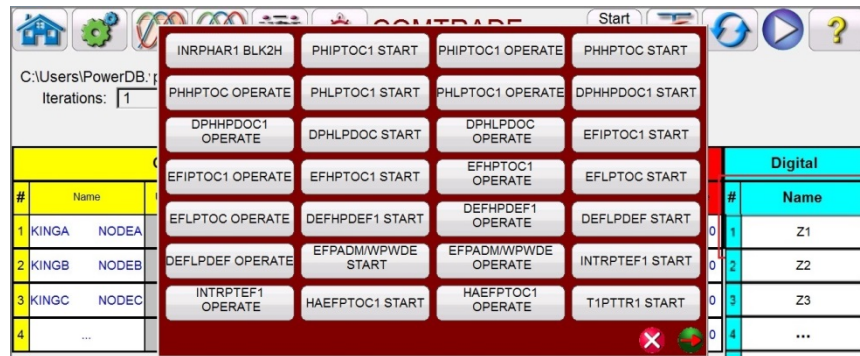 COMTRADE
Start
?
C:\Users\PowerDB.
Iterations: 1
INRPHAR1 BLK2H
PHIPTOC1 START
PHIPTOC1 OPERATE
PHHPTOC START
PHHPTOC OPERATE
PHLPTOC1 START
PHLPTOC1 OPERATE
DPHHPDOC1 START
DPHHPDOC1
OPERATE
DPHLPDOC START
DPHLPDOC
OPERATE
EFIPTOC1 START
EFIPTOC1 OPERATE
EFHPTOC1 START
EFHPTOC1
OPERATE
EFLPTOC START
EFLPTOC OPERATE
DEFHPDEF1 START
DEFHPDEF1
OPERATE
DEFLPDEF START
DEFLPDEF OPERATE
EFPADM/WPWDE
START
EFPADM/WPWDE
OPERATE
INTRPTEF1 START
INTRPTEF1
OPERATE
HAEFPTOC1 START
HAEFPTOC1
OPERATE
T1PTTR1 START
# Name
1 KINGA NODEA
2 KINGB NODEB
3 KINGC NODEC
4 ...
Digital
# Name
0 1 Z1
0 2 Z2
0 3 Z3
0 4 ...